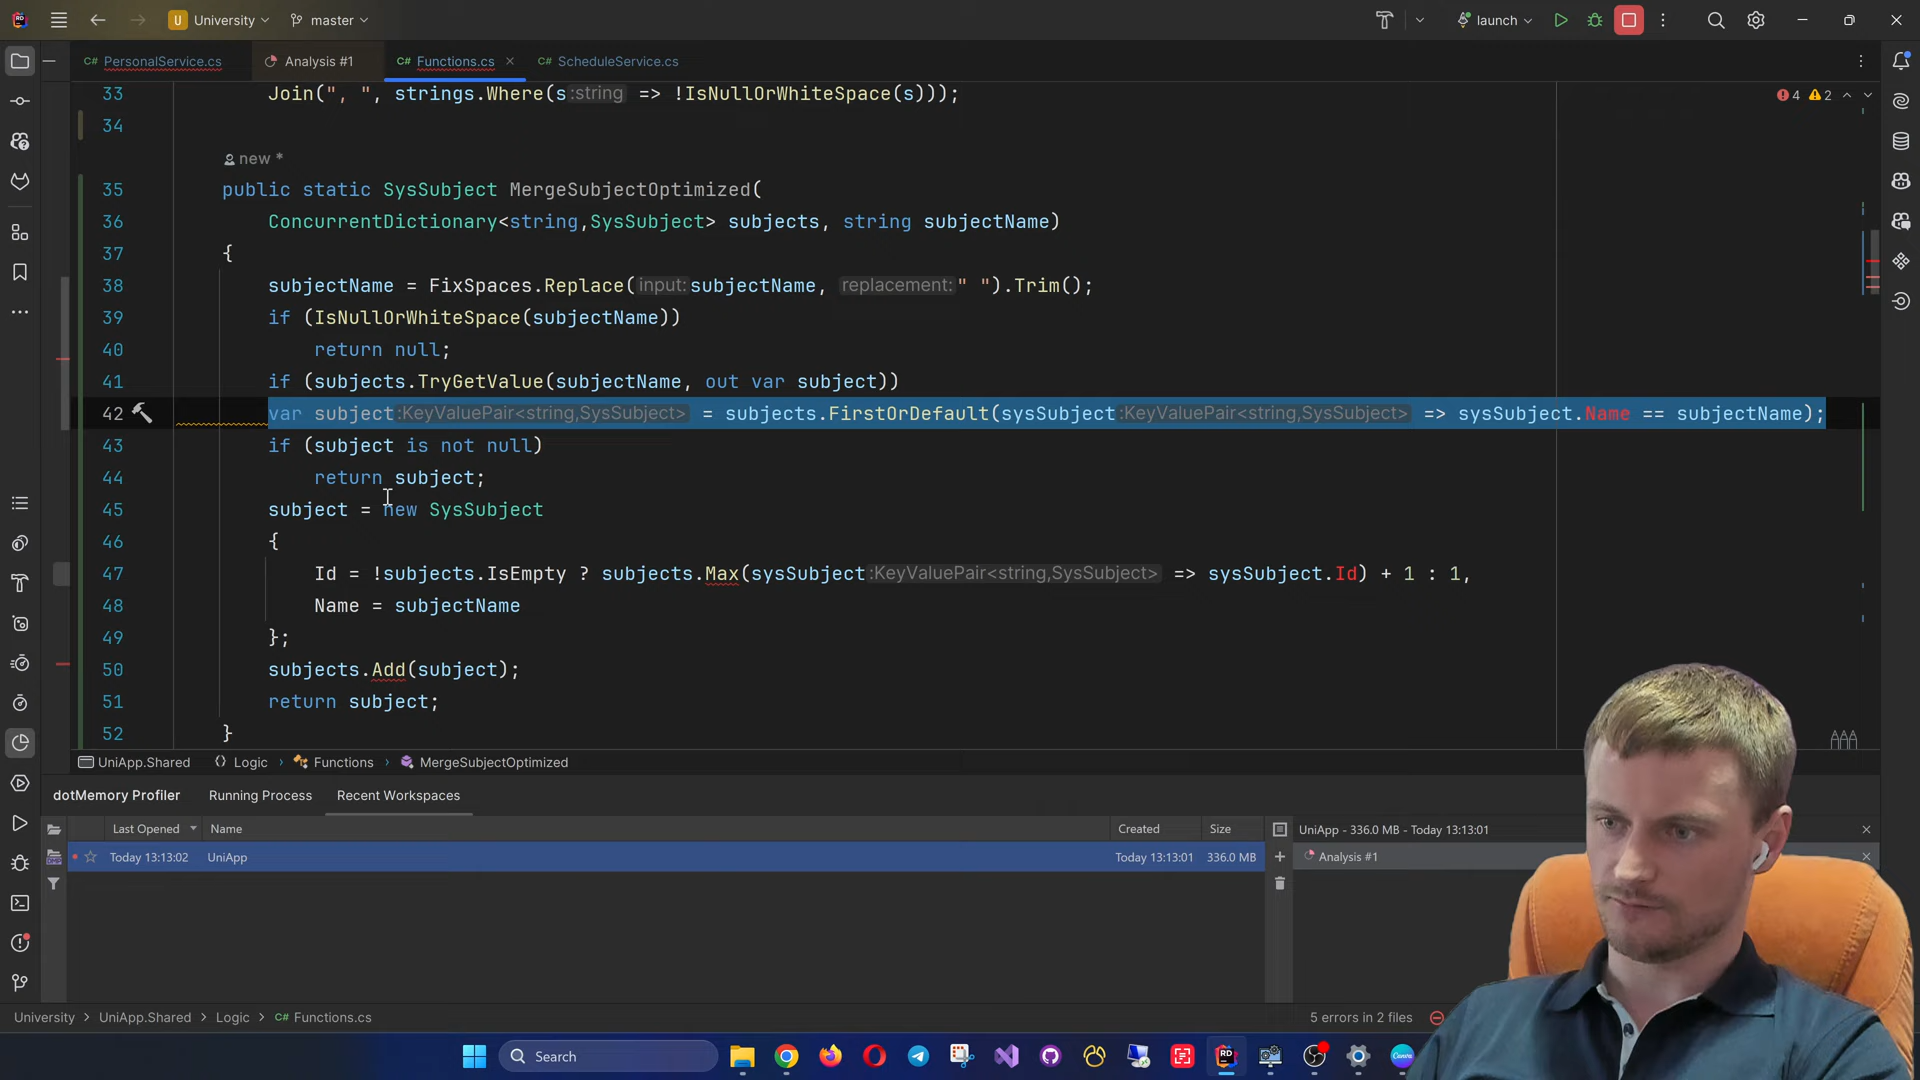 University
master
launch
PersonalService.cs
Analysis #1
Functions.cs
ScheduleService.cs
4 2
33 Join(", ", strings.Where(s :string => !IsNullOrWhiteSpace(s)));
34
new *
35 public static SysSubject MergeSubjectOptimized(
36 ConcurrentDictionary<string,SysSubject> subjects, string subjectName)
37 {
38 subjectName = FixSpaces.Replace( input: subjectName, replacement: " ").Trim();
39 if (IsNullOrWhiteSpace(subjectName))
40 return null;
41 if (subjects.TryGetValue(subjectName, out var subject))
42 var subject :KeyValuePair<string,SysSubject> = subjects.FirstOrDefault(sysSubject :KeyValuePair<string,SysSubject> => sysSubject.Name == subjectName);
43 if (subject is not null)
44 return subject;
45 subject = new SysSubject
46 {
47 Id = !subjects.IsEmpty ? subjects.Max(sysSubject :KeyValuePair<string,SysSubject> => sysSubject.Id) + 1 : 1,
48 Name = subjectName
49 };
50 subjects.Add(subject);
51 return subject;
52 }
UniApp.Shared Logic Functions MergeSubjectOptimized
dotMemory Profiler Running Process Recent Workspaces
Last Opened Name Created Size
Today 13:13:02 UniApp Today 13:13:01 336.0 MB
UniApp - 336.0 MB - Today 13:13:01
Analysis #1
University UniApp.Shared Logic Functions.cs
5 errors in 2 files
Search